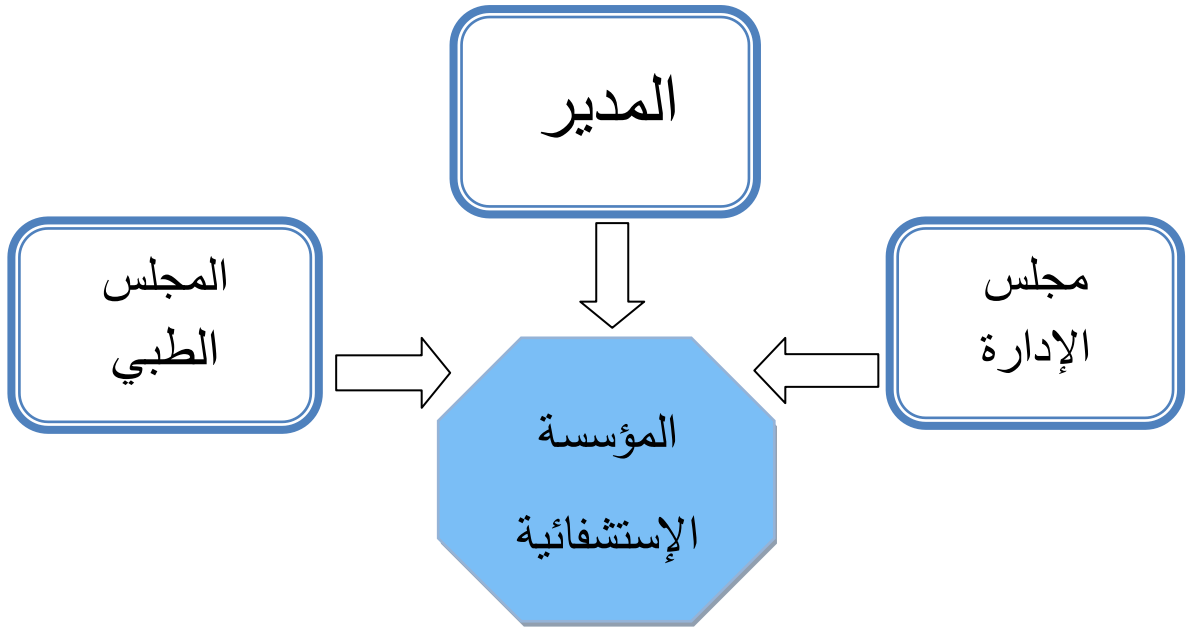 المدير
مجلس
الإدارة
المجلس
الطبي
المؤسسة
الإستشفائية